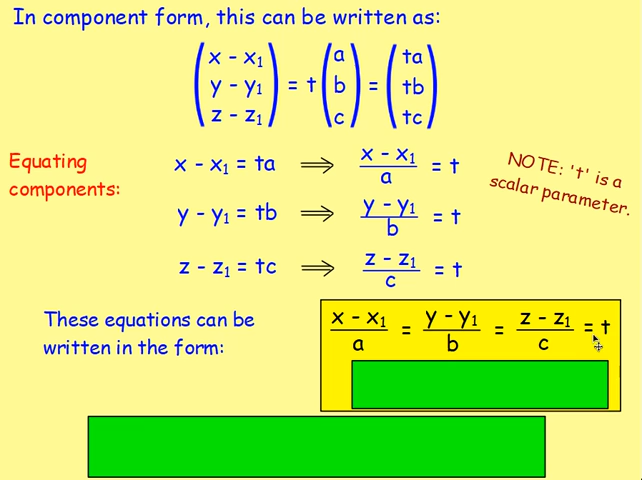 In component form, this can be written as:
(x - x₁) = t (a) = (ta)
(y - y₁) (b) (tb)
(z - z₁) (c) (tc)
Equating components:
x - x₁ = ta ⟹ (x - x₁)/a = t
NOTE: 't' is a scalar parameter.
y - y₁ = tb ⟹ (y - y₁)/b = t
z - z₁ = tc ⟹ (z - z₁)/c = t
These equations can be
written in the form:
(x - x₁)/a = (y - y₁)/b = (z - z₁)/c = t